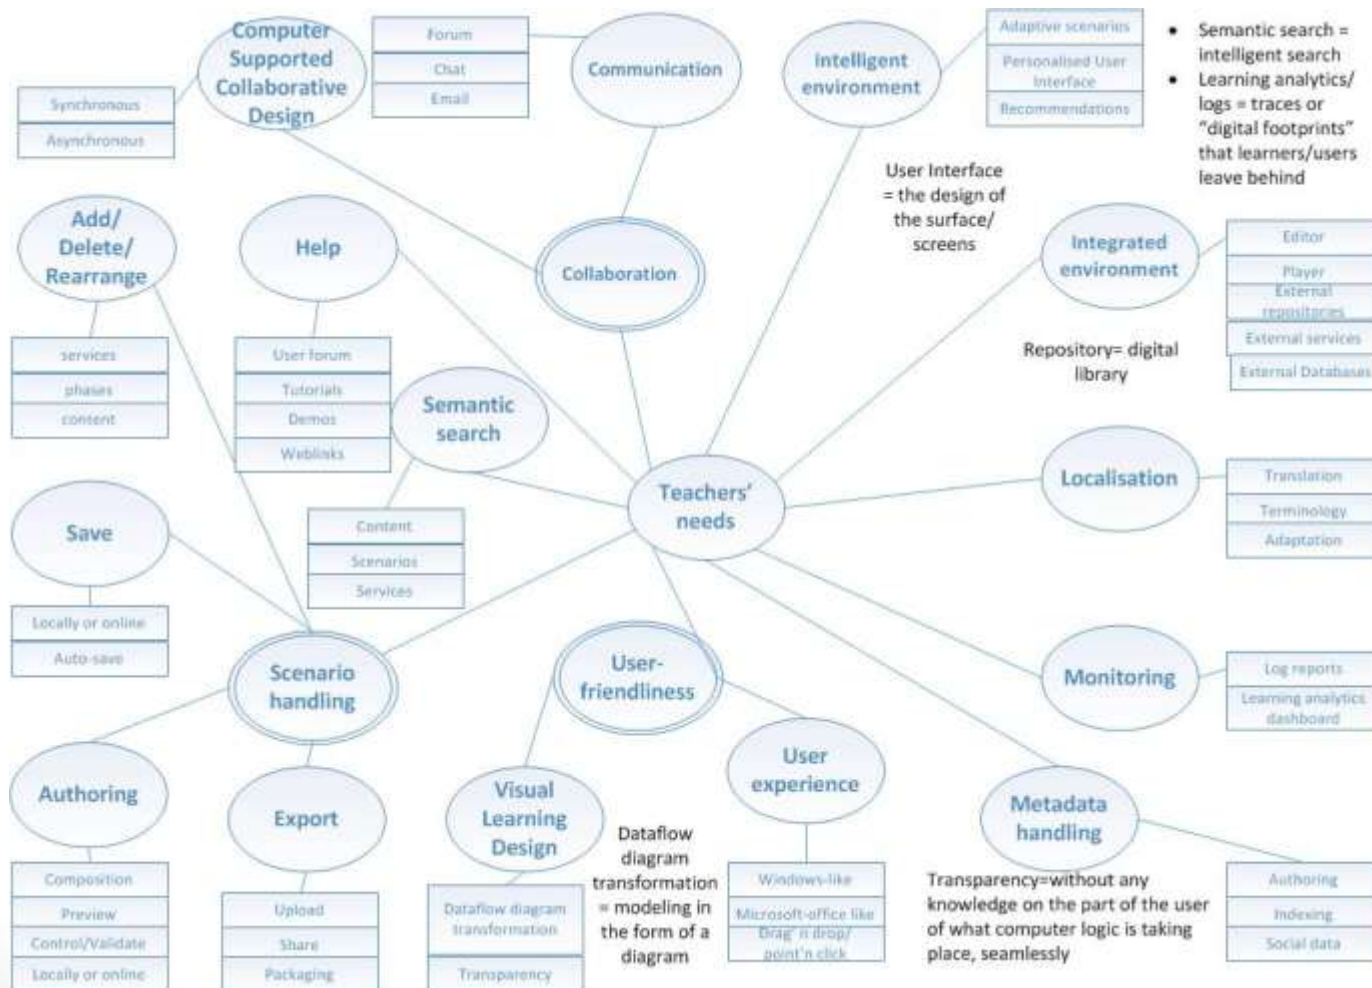 Computer
Supported
Collaborative
Design
Synchronous
Asynchronous
Forum
Chat
Email
Communication
Intelligent
environment
Adaptive scenarios
Personalised User
Interface
Recommendations
• Semantic search =
intelligent search
• Learning analytics/
logs = traces or
"digital footprints"
that learners/users
leave behind
User Interface
= the design of
the surface/
screens
Add/
Delete/
Rearrange
services
phases
content
Help
User forum
Tutorials
Demos
Weblinks
Collaboration
Integrated
environment
Editor
Player
External
repositories
External services
External Databases
Repository= digital
library
Semantic
search
Content
Scenarios
Services
Teachers'
needs
Localisation
Translation
Terminology
Adaptation
Save
Locally or online
Auto-save
Scenario
handling
User-
friendliness
Monitoring
Log reports
Learning analytics
dashboard
Authoring
Composition
Preview
Control/Validate
Locally or online
Export
Upload
Share
Packaging
Visual
Learning
Design
Dataflow diagram
transformation
Transparency
Dataflow
diagram
transformation
= modeling in
the form of a
diagram
User
experience
Windows-like
Microsoft-office like
Drag' n drop/
point'n click
Metadada
handling
Transparency=without any
knowledge on the part of the user
of what computer logic is taking
place, seamlessly
Authoring
Indexing
Social data